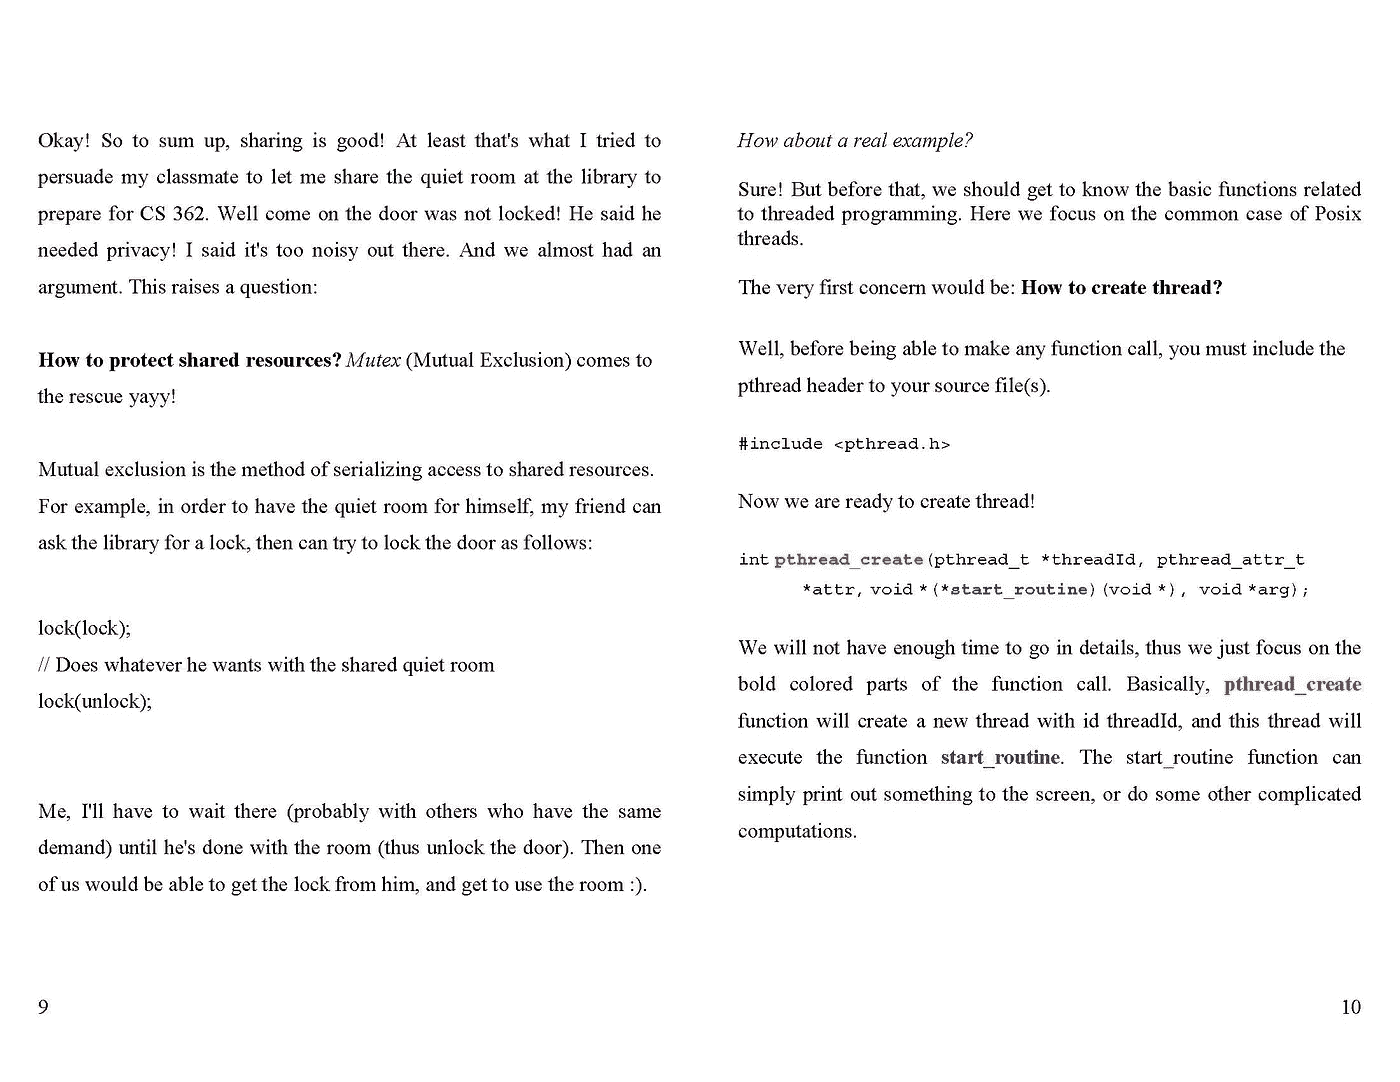 Okay! So to sum up, sharing is good! At least that's what I tried to
persuade my classmate to let me share the quiet room at the library to
prepare for CS 362. Well come on the door was not locked! He said he
needed privacy! I said it's too noisy out there. And we almost had an
argument. This raises a question:
How to protect shared resources? Mutex (Mutual Exclusion) comes to
the rescue yayy!
Mutual exclusion is the method of serializing access to shared resources.
For example, in order to have the quiet room for himself, my friend can
ask the library for a lock, then can try to lock the door as follows:
lock(lock);
// Does whatever he wants with the shared quiet room
lock(unlock);
Me, I'll have to wait there (probably with others who have the same
demand) until he's done with the room (thus unlock the door). Then one
of us would be able to get the lock from him, and get to use the room :).
9
How about a real example?
Sure! But before that, we should get to know the basic functions related
to threaded programming. Here we focus on the common case of Posix
threads.
The very first concern would be: How to create thread?
Well, before being able to make any function call, you must include the
pthread header to your source file(s).
#include <pthread.h>
Now we are ready to create thread!
int pthread_create(pthread_t *threadId, pthread_attr_t
*attr, void *(*start_routine)(void *), void *arg);
We will not have enough time to go in details, thus we just focus on the
bold colored parts of the function call. Basically, pthread_create
function will create a new thread with id threadId, and this thread will
execute the function start_routine. The start_routine function can
simply print out something to the screen, or do some other complicated
computations.
10